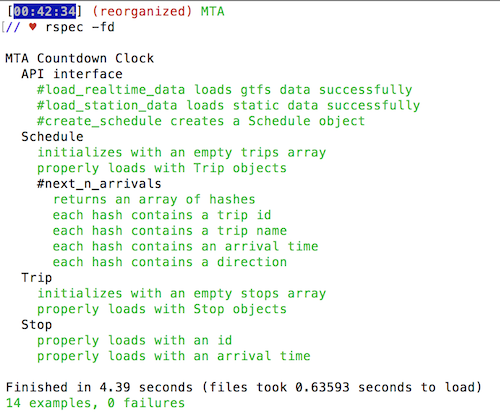 [00:42:34] (reorganized) MTA
[// ♥ rspec -fd
MTA Countdown Clock
API interface
#load_realtime_data loads gtfs data successfully
#load_station_data loads static data successfully
#create_schedule creates a Schedule object
Schedule
initializes with an empty trips array
properly loads with Trip objects
#next_n_arrivals
returns an array of hashes
each hash contains a trip id
each hash contains a trip name
each hash contains an arrival time
each hash contains a direction
Trip
initializes with an empty stops array
properly loads with Stop objects
Stop
properly loads with an id
properly loads with an arrival time
Finished in 4.39 seconds (files took 0.63593 seconds to load)
14 examples, 0 failures